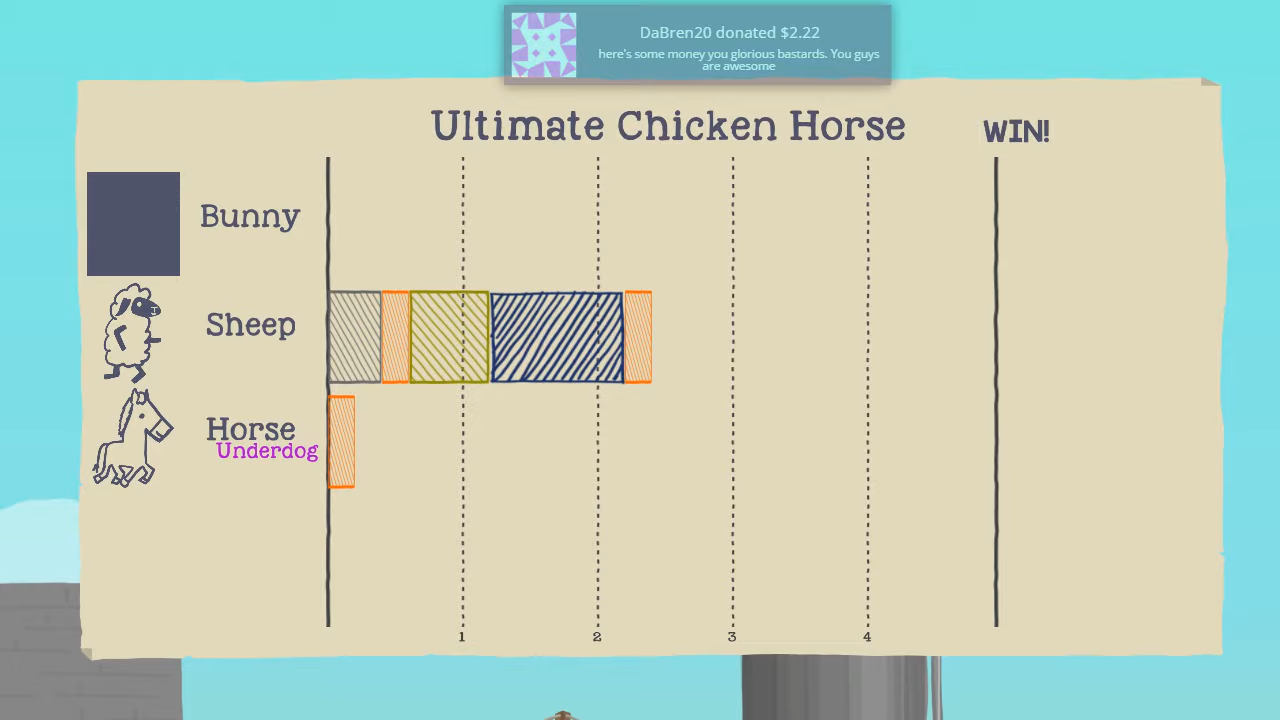 DaBren20 donated $2.22
here's some money you glorious bastards. You guys
are awesome
Ultimate Chicken Horse
WIN!
Bunny
Sheep
Horse
Underdog
1 2 3 4